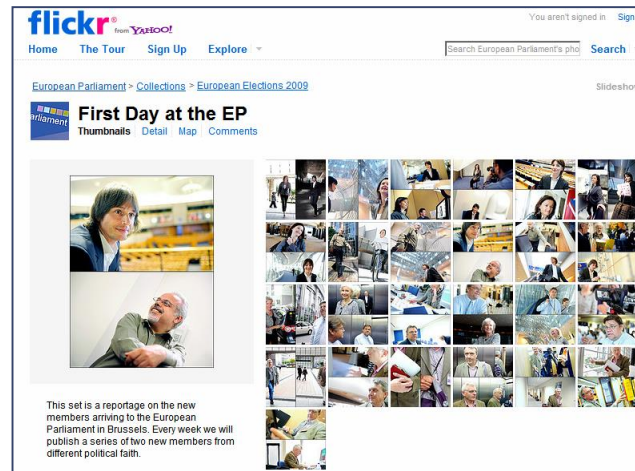 flickr from YAHOO!
You aren't signed in Sign
Home The Tour Sign Up Explore
Search European Parliament's pho Search
European Parliament > Collections > European Elections 2009
Slideshow
arliament
First Day at the EP
Thumbnails Detail Map Comments
This set is a reportage on the new
members arriving to the European
Parliament in Brussels. Every week we will
publish a series of two new members from
different political faith.